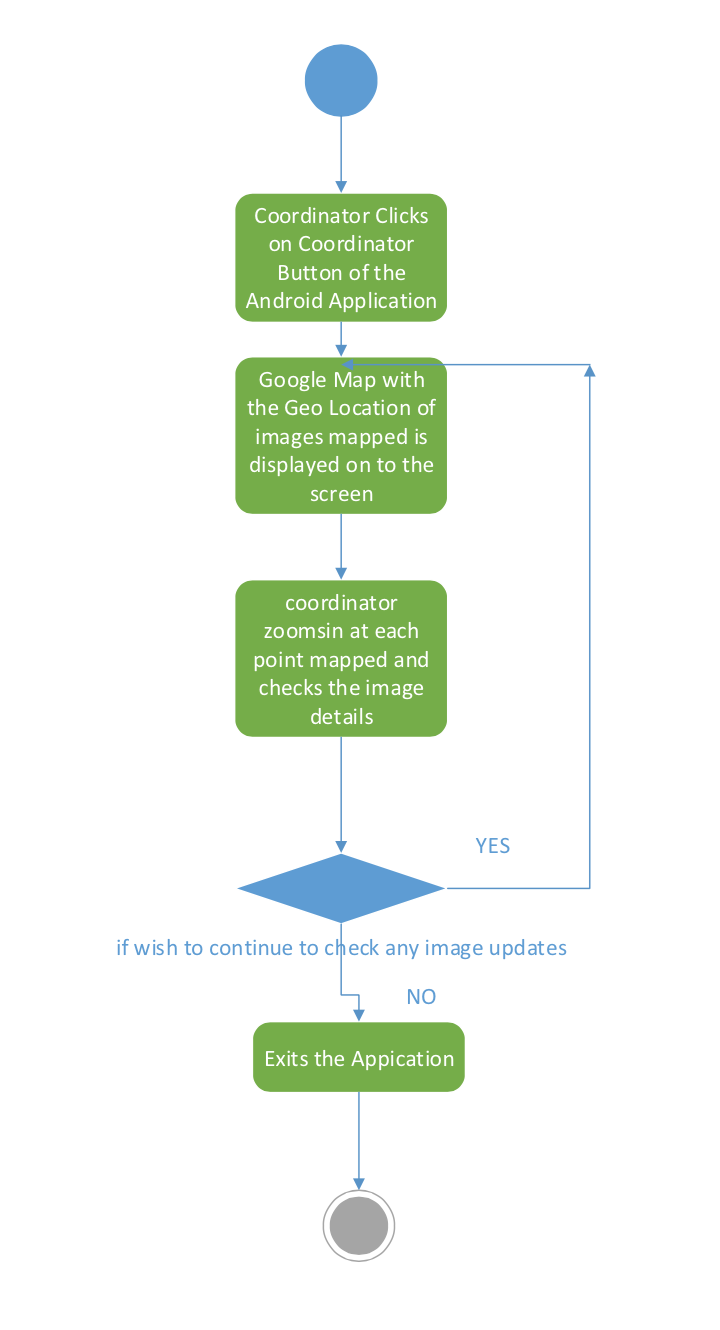 Coordinator Clicks
on Coordinator
Button of the
Android Application
Google Map with
the Geo Location of
images mapped is
displayed on to the
screen
coordinator
zoomsin at each
point mapped and
checks the image
details
YES
if wish to continue to check any image updates
NO
Exits the Appication